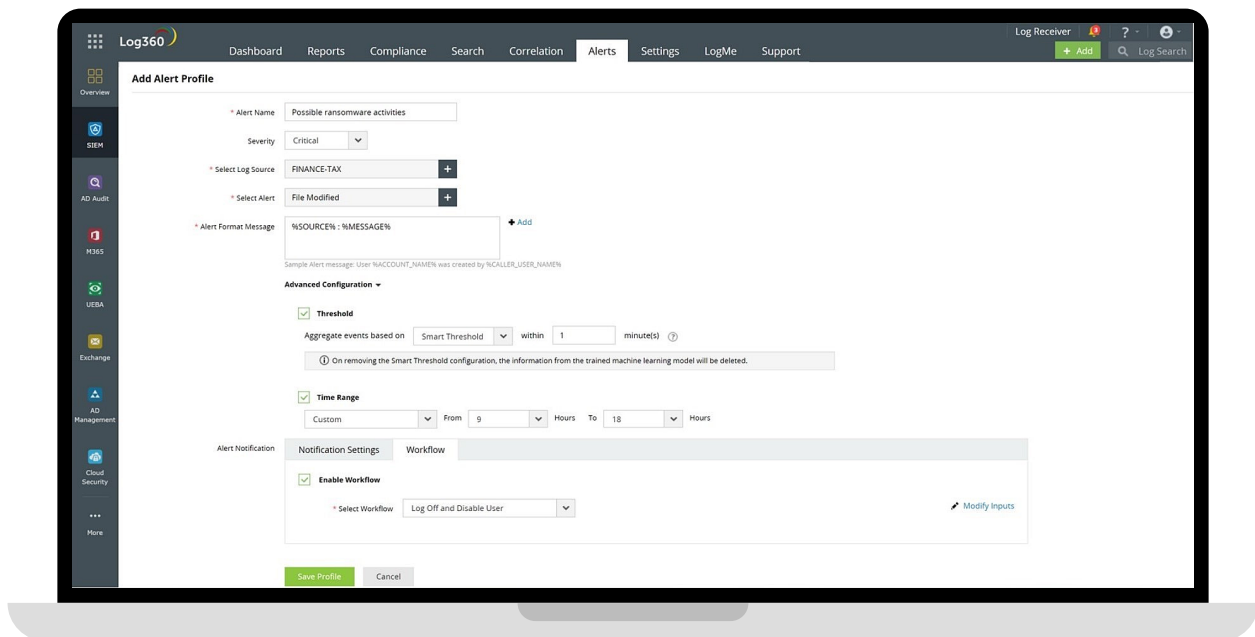 Log360
Log Receiver
3
?
Dashboard Reports Compliance Search Correlation Alerts Settings LogMe Support
+ Add
Log Search
Overview
SIEM
AD Audit
M365
UEBA
Exchange
AD
Management
Cloud
Security
More
Add Alert Profile
* Alert Name Possible ransomware activities
Severity Critical
* Select Log Source FINANCE-TAX +
* Select Alert File Modified +
* Alert Format Message %SOURCE% : %MESSAGE% + Add
Sample Alert message: User %ACCOUNT_NAME% was created by %CALLER_USER_NAME%
Advanced Configuration
Threshold
Aggregate events based on Smart Threshold within 1 minute(s) ?
On removing the Smart Threshold configuration, the information from the trained machine learning model will be deleted.
Time Range
Custom From 9 Hours To 18 Hours
Alert Notification Notification Settings Workflow
Enable Workflow
* Select Workflow Log Off and Disable User Modify Inputs
Save Profile Cancel